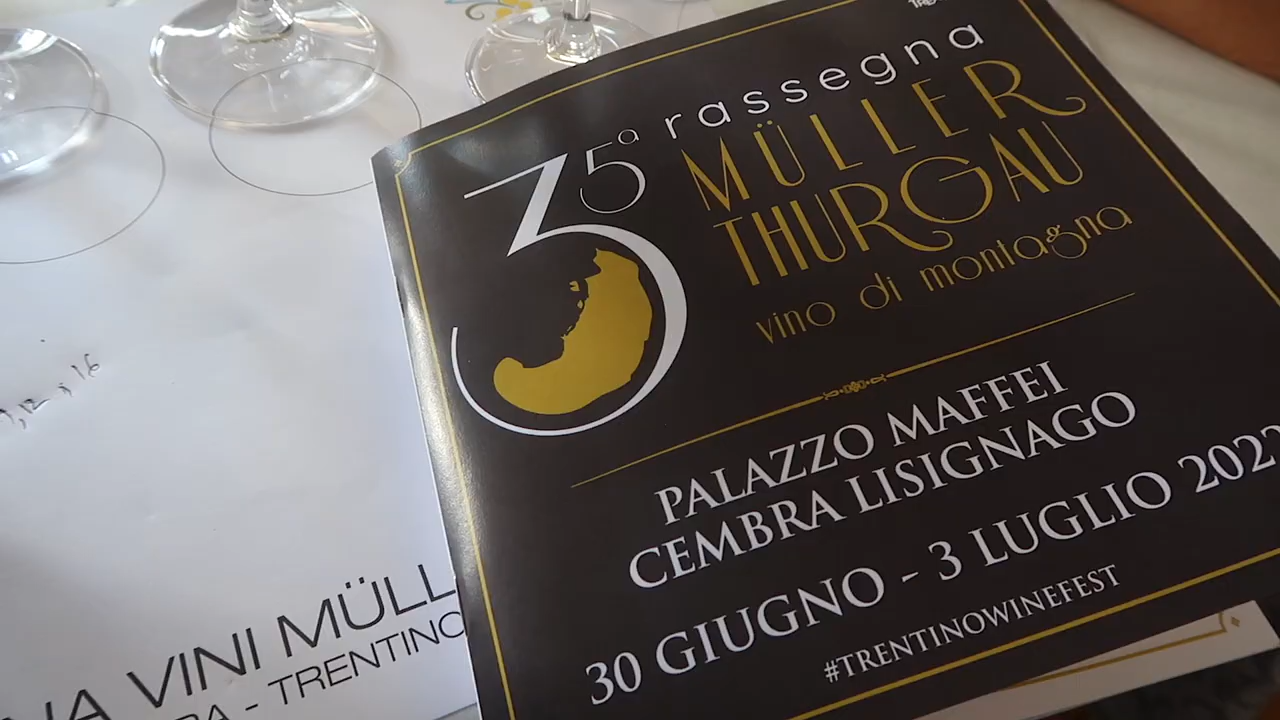 35ª rassegna
MÜLLER
THURGAU
vino di montagna
PALAZZO MAFFEI
CEMBRA LISIGNAGO
30 GIUGNO - 3 LUGLIO 2022
#TRENTINOWINEFEST
VINI MÜLL
- TRENTINO